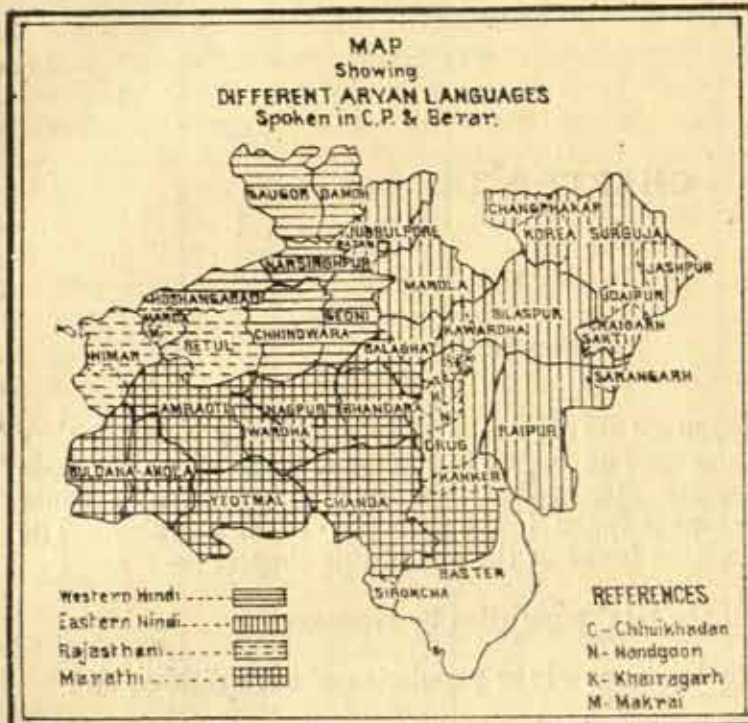 MAP
Showing
DIFFERENT ARYAN LANGUAGES
Spoken in C.P. & Berar.
SAUGOR
DAMOH
JUBBULPORE
CHANGBHAKAR
KOREA
SURGUJA
JASHPUR
NARSINGHPUR
MANDLA
UDAIPUR
HOSHANGABAD
SEONI
BILASPUR
M.
BETUL
CHHINDWARA
KAWARDHA
RAIGARH
SAKTI
NIMAR
BALAGHAT
SARANGARH
AMRAOTI
NAGPUR
BHANDARA
K
N
WARDHA
DRUG
RAIPUR
BULDANA
AKOLA
KANKER
YEOTMAL
CHANDA
BASTER
SIRONCHA
Western Hindi
Eastern Hindi
Rajasthani
Marathi
REFERENCES
C-Chhuikhadan
N-Nandgaon
K-Khairagarh
M-Makrai